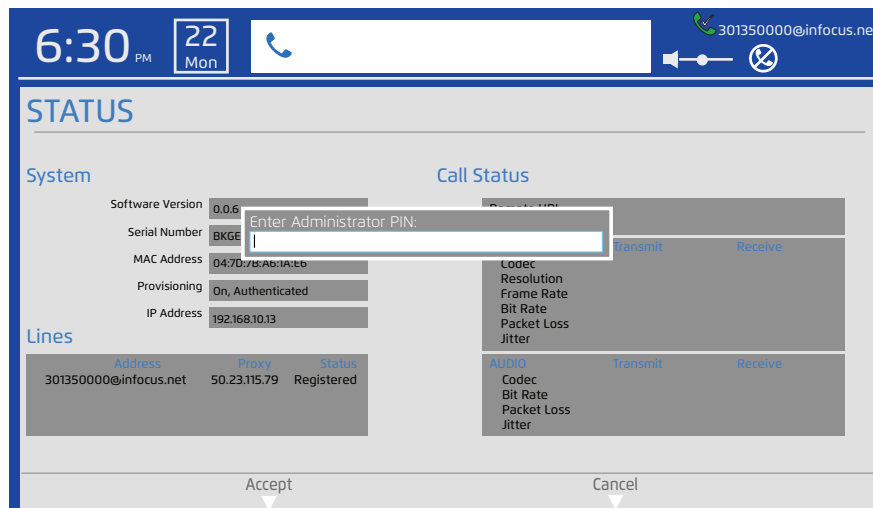 6:30 PM
22
Mon
301350000@infocus.ne
STATUS
System
Software Version 0.0.6
Serial Number BKGE
MAC Address 04:7D:7B:A6:1A:E6
Provisioning On, Authenticated
IP Address 192.168.10.13
Lines
Address Proxy Status
301350000@infocus.net 50.23.115.79 Registered
Call Status
Transmit Receive
Codec
Resolution
Frame Rate
Bit Rate
Packet Loss
Jitter
AUDIO Transmit Receive
Codec
Bit Rate
Packet Loss
Jitter
Enter Administrator PIN:
Accept
Cancel